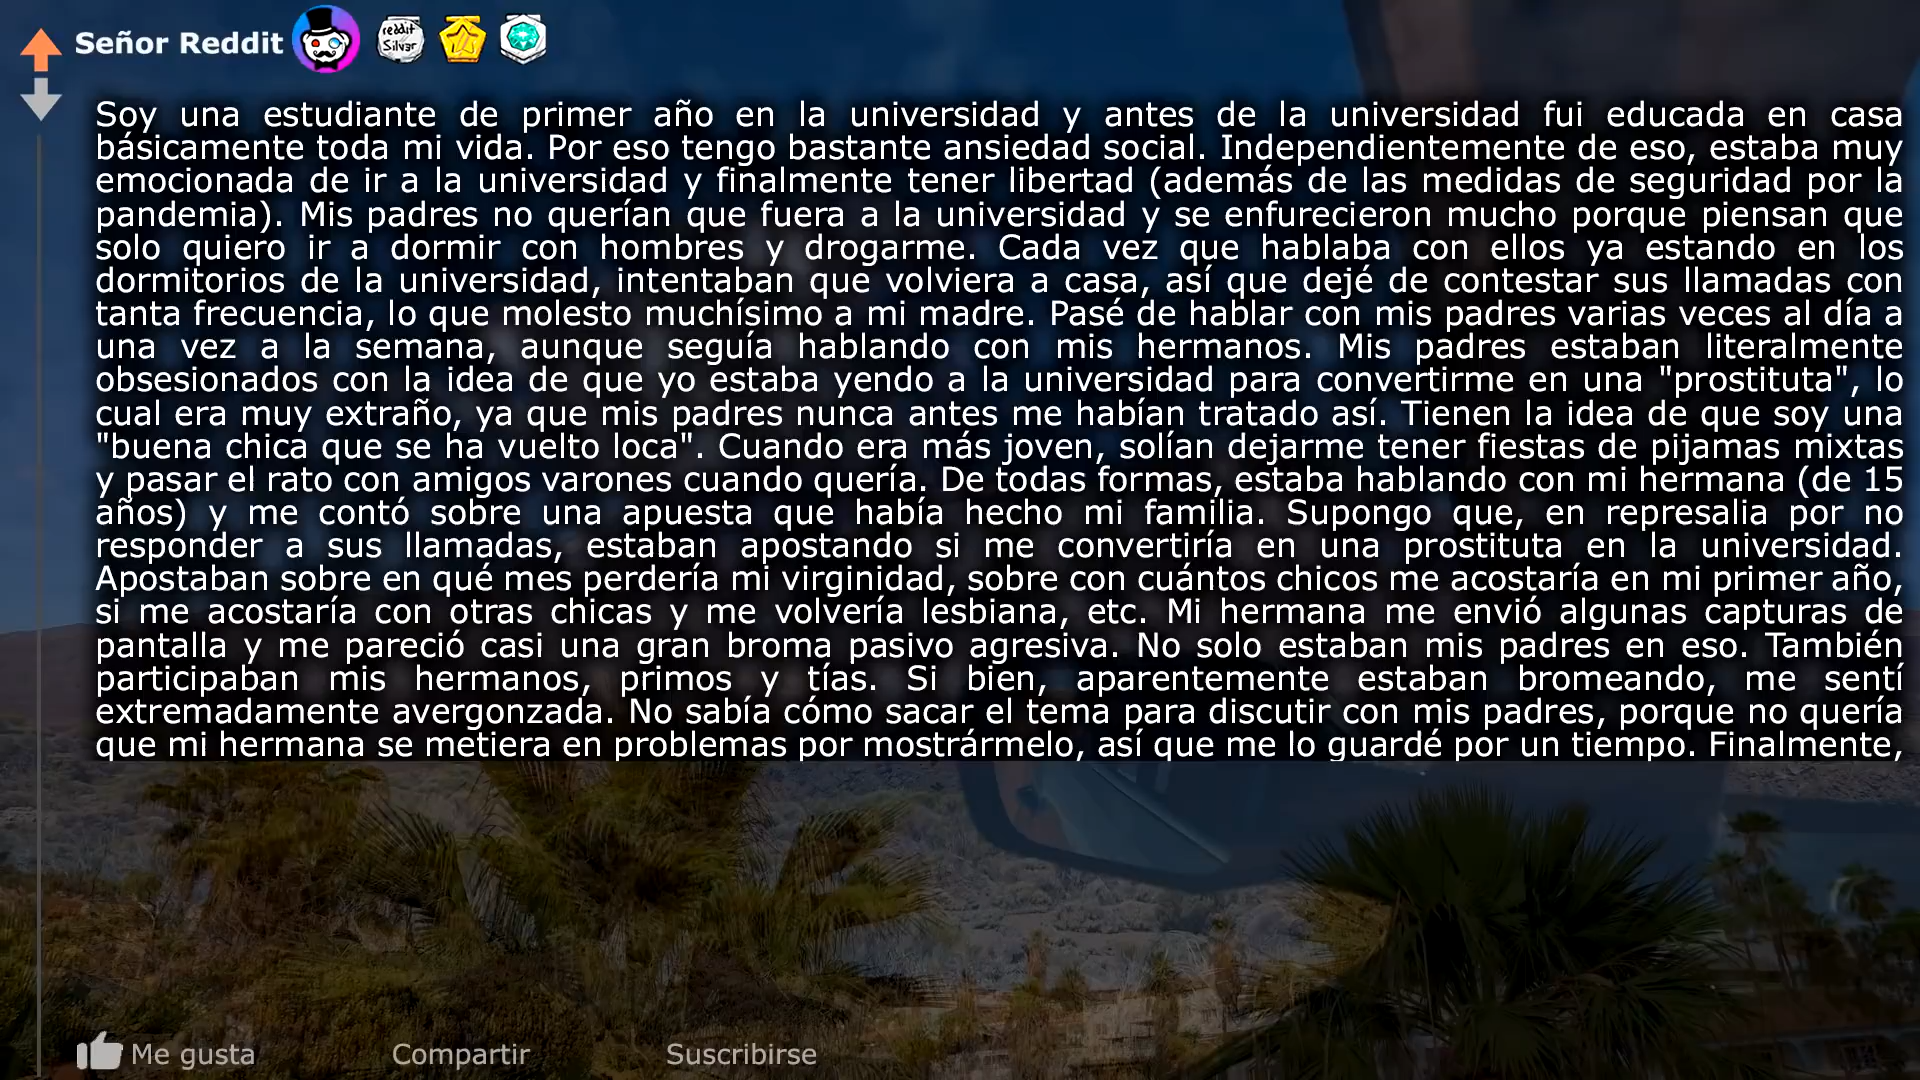 Señor Reddit
reddit
Silv3r
Soy una estudiante de primer año en la universidad y antes de la universidad fui educada en casa
básicamente toda mi vida. Por eso tengo bastante ansiedad social. Independientemente de eso, estaba muy
emocionada de ir a la universidad y finalmente tener libertad (además de las medidas de seguridad por la
pandemia). Mis padres no querían que fuera a la universidad y se enfurecieron mucho porque piensan que
solo quiero ir a dormir con hombres y drogarme. Cada vez que hablaba con ellos ya estando en los
dormitorios de la universidad, intentaban que volviera a casa, así que dejé de contestar sus llamadas con
tanta frecuencia, lo que molesto muchísimo a mi madre. Pasé de hablar con mis padres varias veces al día a
una vez a la semana, aunque seguía hablando con mis hermanos. Mis padres estaban literalmente
obsesionados con la idea de que yo estaba yendo a la universidad para convertirme en una "prostituta", lo
cual era muy extraño, ya que mis padres nunca antes me habían tratado así. Tienen la idea de que soy una
"buena chica que se ha vuelto loca". Cuando era más joven, solían dejarme tener fiestas de pijamas mixtas
y pasar el rato con amigos varones cuando quería. De todas formas, estaba hablando con mi hermana (de 15
años) y me contó sobre una apuesta que había hecho mi familia. Supongo que, en represalia por no
responder a sus llamadas, estaban apostando si me convertiría en una prostituta en la universidad.
Apostaban sobre en qué mes perdería mi virginidad, sobre con cuántos chicos me acostaría en mi primer año,
si me acostaría con otras chicas y me volvería lesbiana, etc. Mi hermana me envió algunas capturas de
pantalla y me pareció casi una gran broma pasivo agresiva. No solo estaban mis padres en eso. También
participaban mis hermanos, primos y tías. Si bien, aparentemente estaban bromeando, me sentí
extremadamente avergonzada. No sabía cómo sacar el tema para discutir con mis padres, porque no quería
que mi hermana se metiera en problemas por mostrármelo, así que me lo guardé por un tiempo. Finalmente,
Me gusta
Compartir
Suscribirse